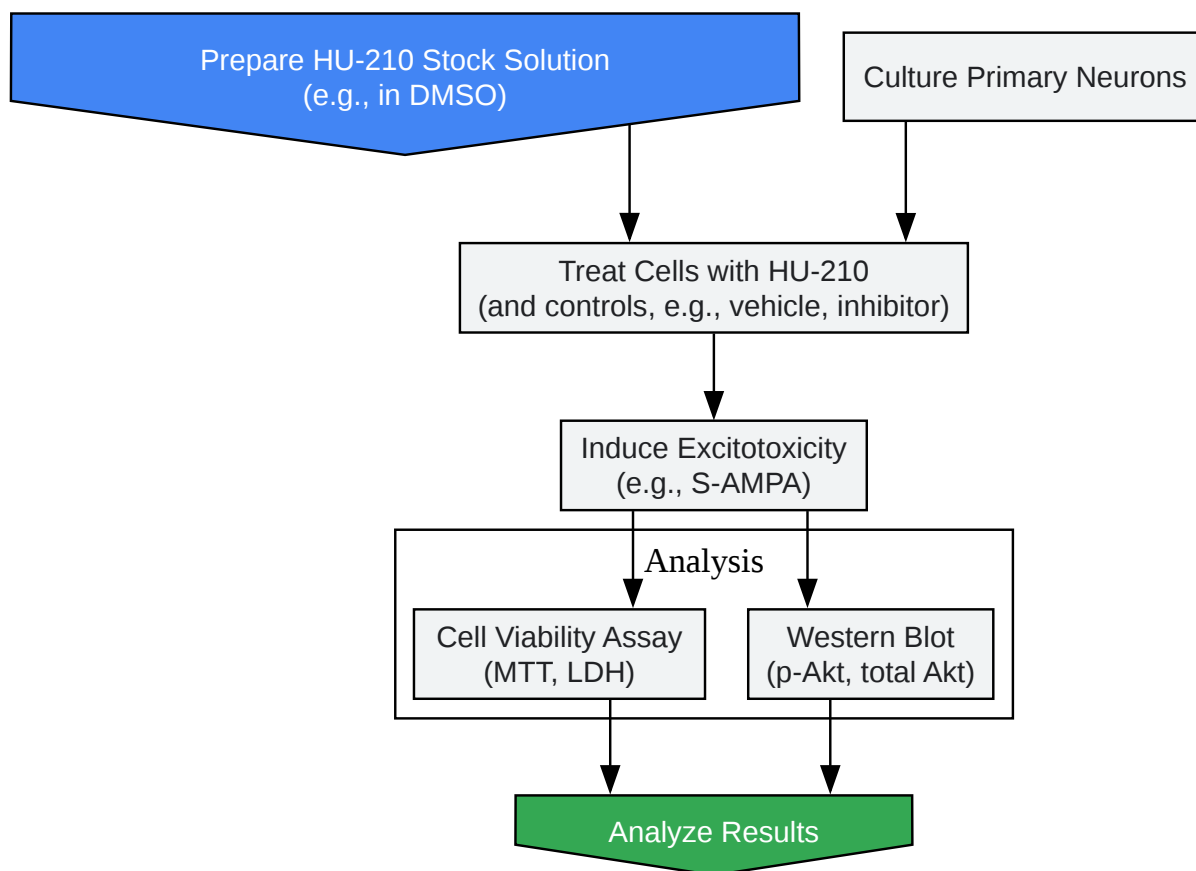 Prepare HU-210 Stock Solution
(e.g., in DMSO)
Culture Primary Neurons
Treat Cells with HU-210
(and controls, e.g., vehicle, inhibitor)
Induce Excitotoxicity
(e.g., S-AMPA)
Analysis
Cell Viability Assay
(MTT, LDH)
Western Blot
(p-Akt, total Akt)
Analyze Results